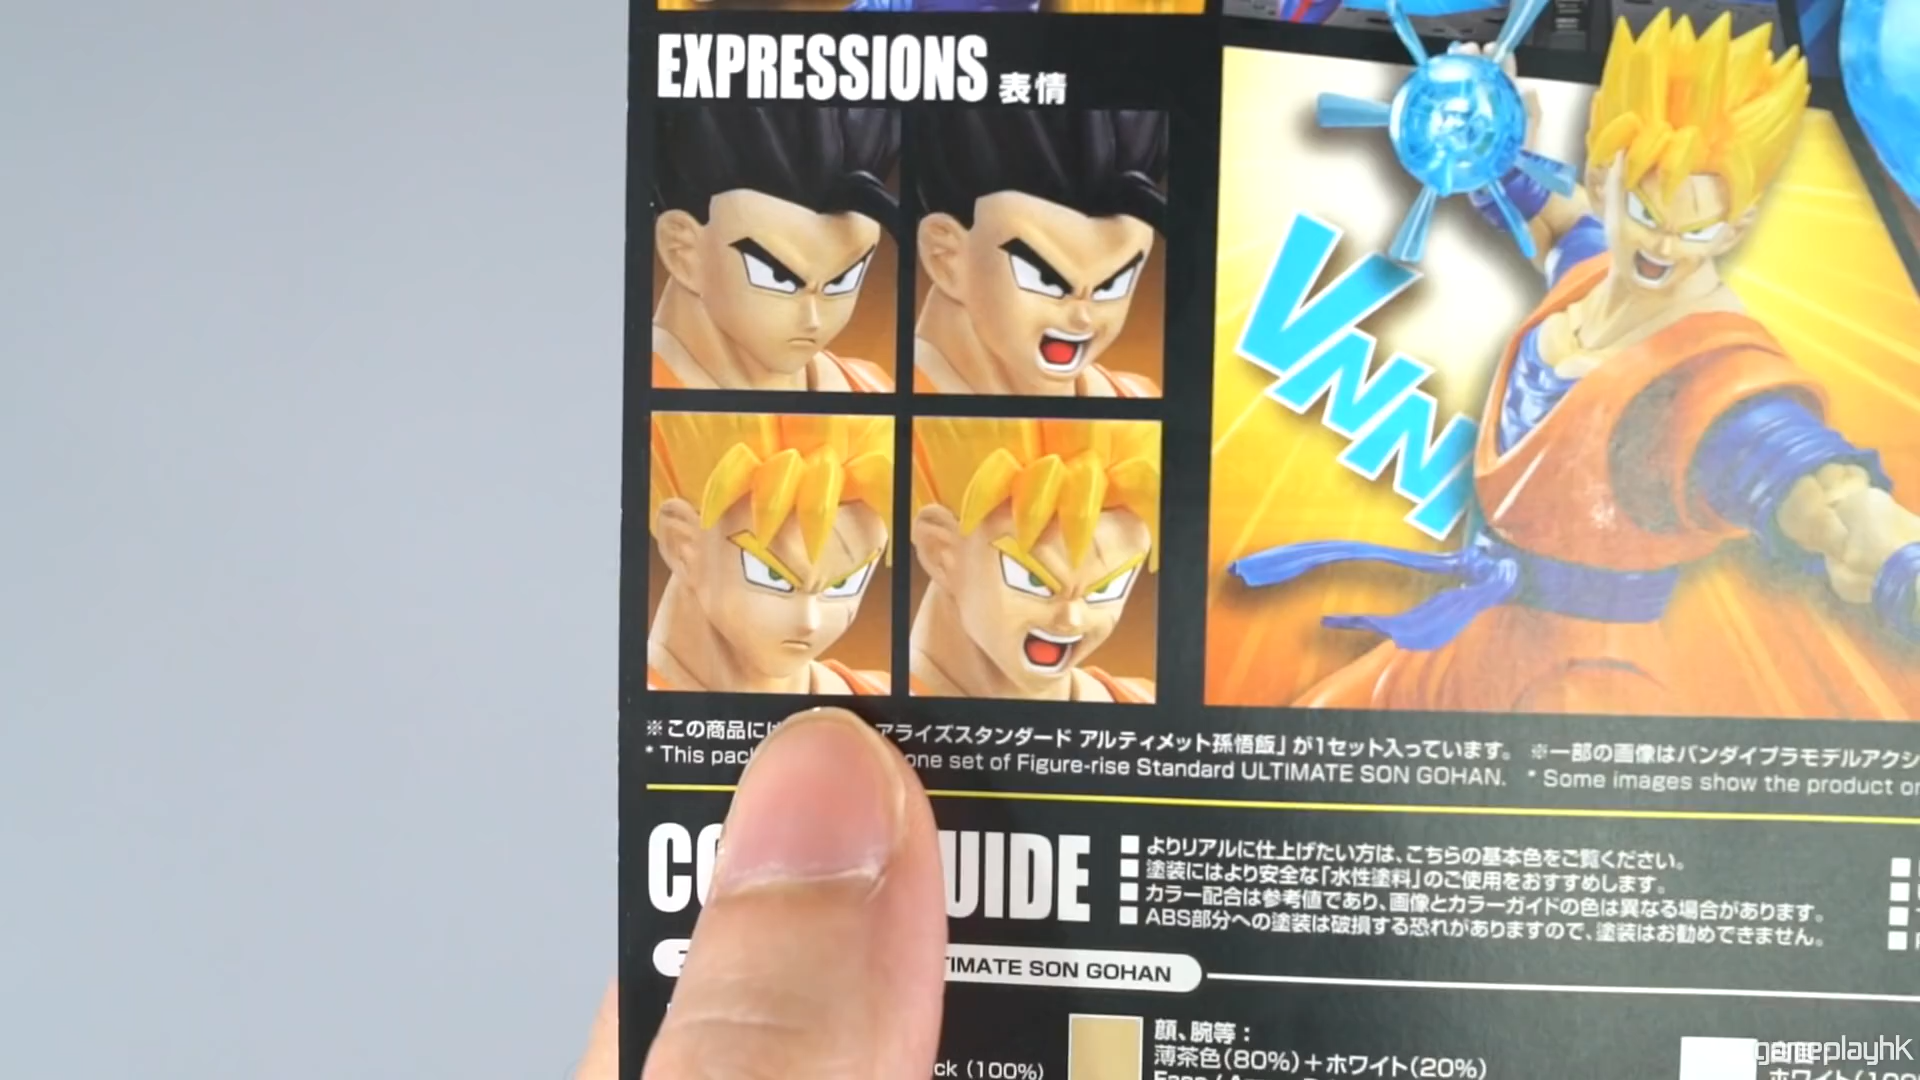 EXPRESSIONS 表情
VNNN
※この商品に アライズスタンダード アルティメット孫悟飯」が1セット入っています。 ※一部の画像はバンダイプラモデルアクシ
* This one set of Figure-rise Standard ULTIMATE SON GOHAN. * Some images show the product
UIDE
■よりリアルに仕上げたい方は、こちらの基本色をご覧ください。
■塗装にはより安全な「水性塗料」のご使用をおすすめします。
■カラー配合は参考値であり、画像とカラーガイドの色は異なる場合があります。
■ABS部分への塗装は破損する恐れがありますので、塗装はお勧めできません。
TIMATE SON GOHAN
顔、腕等：
薄茶色(80%)+ホワイト(20%)
ck (100%)
gameplayhk
ホワイト(